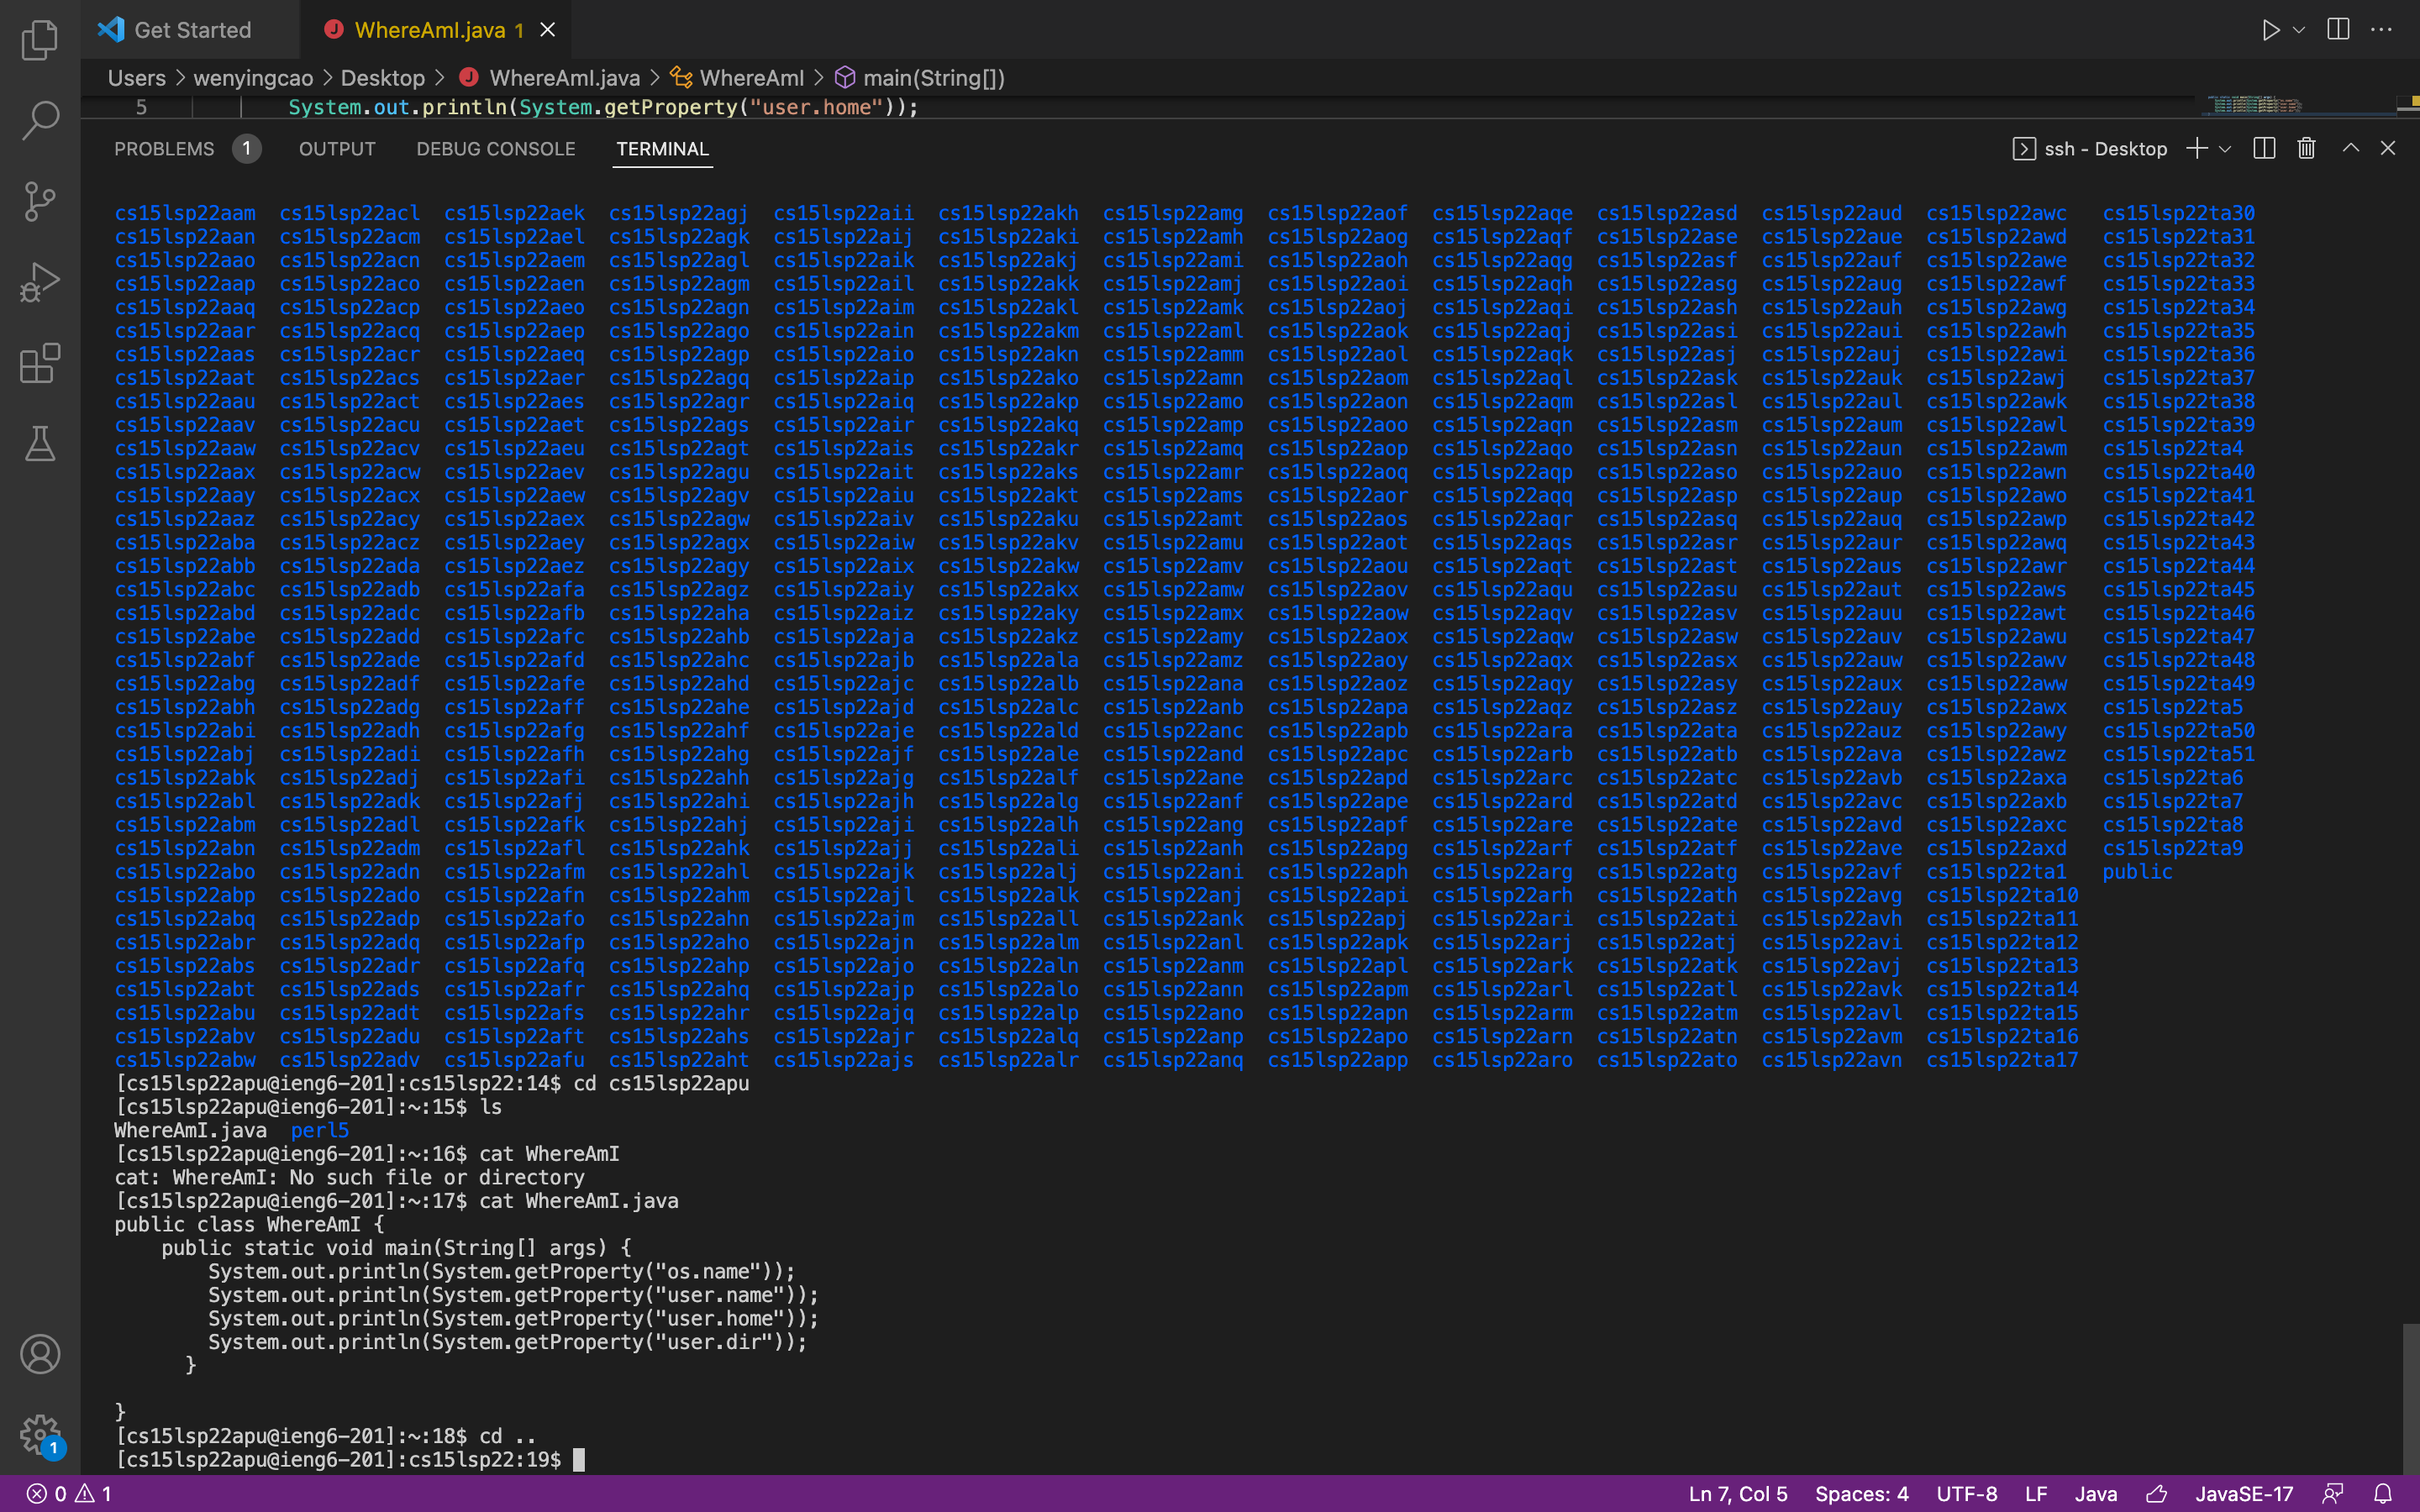 Get Started WhereAmI.java 1
Users > wenyingcao > Desktop > WhereAmI.java > WhereAmI > main(String[])
5 System.out.println(System.getProperty("user.home"));
PROBLEMS 1 OUTPUT DEBUG CONSOLE TERMINAL ssh - Desktop
cs15lsp22aam cs15lsp22acl cs15lsp22aek cs15lsp22agj cs15lsp22aii cs15lsp22akh cs15lsp22amg cs15lsp22aof cs15lsp22aqe cs15lsp22asd cs15lsp22aud cs15lsp22awc cs15lsp22ta30
cs15lsp22aan cs15lsp22acm cs15lsp22ael cs15lsp22agk cs15lsp22aij cs15lsp22aki cs15lsp22amh cs15lsp22aog cs15lsp22aqf cs15lsp22ase cs15lsp22aue cs15lsp22awd cs15lsp22ta31
cs15lsp22aao cs15lsp22acn cs15lsp22aem cs15lsp22agl cs15lsp22aik cs15lsp22akj cs15lsp22ami cs15lsp22aoh cs15lsp22aqg cs15lsp22asf cs15lsp22auf cs15lsp22awe cs15lsp22ta32
cs15lsp22aap cs15lsp22aco cs15lsp22aen cs15lsp22agm cs15lsp22ail cs15lsp22akk cs15lsp22amj cs15lsp22aoi cs15lsp22aqh cs15lsp22asg cs15lsp22aug cs15lsp22awf cs15lsp22ta33
cs15lsp22aaq cs15lsp22acp cs15lsp22aeo cs15lsp22agn cs15lsp22aim cs15lsp22akl cs15lsp22amk cs15lsp22aoj cs15lsp22aqi cs15lsp22ash cs15lsp22auh cs15lsp22awg cs15lsp22ta34
cs15lsp22aar cs15lsp22acq cs15lsp22aep cs15lsp22ago cs15lsp22ain cs15lsp22akm cs15lsp22aml cs15lsp22aok cs15lsp22aqj cs15lsp22asi cs15lsp22aui cs15lsp22awh cs15lsp22ta35
cs15lsp22aas cs15lsp22acr cs15lsp22aeq cs15lsp22agp cs15lsp22aio cs15lsp22akn cs15lsp22amm cs15lsp22aol cs15lsp22aqk cs15lsp22asj cs15lsp22auj cs15lsp22awi cs15lsp22ta36
cs15lsp22aat cs15lsp22acs cs15lsp22aer cs15lsp22agq cs15lsp22aip cs15lsp22ako cs15lsp22amn cs15lsp22aom cs15lsp22aql cs15lsp22ask cs15lsp22auk cs15lsp22awj cs15lsp22ta37
cs15lsp22aau cs15lsp22act cs15lsp22aes cs15lsp22agr cs15lsp22aiq cs15lsp22akp cs15lsp22amo cs15lsp22aon cs15lsp22aqm cs15lsp22asl cs15lsp22aul cs15lsp22awk cs15lsp22ta38
cs15lsp22aav cs15lsp22acu cs15lsp22aet cs15lsp22ags cs15lsp22air cs15lsp22akq cs15lsp22amp cs15lsp22aoo cs15lsp22aqn cs15lsp22asm cs15lsp22aum cs15lsp22awl cs15lsp22ta39
cs15lsp22aaw cs15lsp22acv cs15lsp22aeu cs15lsp22agt cs15lsp22ais cs15lsp22akr cs15lsp22amq cs15lsp22aop cs15lsp22aqo cs15lsp22asn cs15lsp22aun cs15lsp22awm cs15lsp22ta4
cs15lsp22aax cs15lsp22acw cs15lsp22aev cs15lsp22agu cs15lsp22ait cs15lsp22aks cs15lsp22amr cs15lsp22aoq cs15lsp22aqp cs15lsp22aso cs15lsp22auo cs15lsp22awn cs15lsp22ta40
cs15lsp22aay cs15lsp22acx cs15lsp22aew cs15lsp22agv cs15lsp22aiu cs15lsp22akt cs15lsp22ams cs15lsp22aor cs15lsp22aqq cs15lsp22asp cs15lsp22aup cs15lsp22awo cs15lsp22ta41
cs15lsp22aaz cs15lsp22acy cs15lsp22aex cs15lsp22agw cs15lsp22aiv cs15lsp22aku cs15lsp22amt cs15lsp22aos cs15lsp22aqr cs15lsp22asq cs15lsp22auq cs15lsp22awp cs15lsp22ta42
cs15lsp22aba cs15lsp22acz cs15lsp22aey cs15lsp22agx cs15lsp22aiw cs15lsp22akv cs15lsp22amu cs15lsp22aot cs15lsp22aqs cs15lsp22asr cs15lsp22aur cs15lsp22awq cs15lsp22ta43
cs15lsp22abb cs15lsp22ada cs15lsp22aez cs15lsp22agy cs15lsp22aix cs15lsp22akw cs15lsp22amv cs15lsp22aou cs15lsp22aqt cs15lsp22ast cs15lsp22aus cs15lsp22awr cs15lsp22ta44
cs15lsp22abc cs15lsp22adb cs15lsp22afa cs15lsp22agz cs15lsp22aiy cs15lsp22akx cs15lsp22amw cs15lsp22aov cs15lsp22aqu cs15lsp22asu cs15lsp22aut cs15lsp22aws cs15lsp22ta45
cs15lsp22abd cs15lsp22adc cs15lsp22afb cs15lsp22aha cs15lsp22aiz cs15lsp22aky cs15lsp22amx cs15lsp22aow cs15lsp22aqv cs15lsp22asv cs15lsp22auu cs15lsp22awt cs15lsp22ta46
cs15lsp22abe cs15lsp22add cs15lsp22afc cs15lsp22ahb cs15lsp22aja cs15lsp22akz cs15lsp22amy cs15lsp22aox cs15lsp22aqw cs15lsp22asw cs15lsp22auv cs15lsp22awu cs15lsp22ta47
cs15lsp22abf cs15lsp22ade cs15lsp22afd cs15lsp22ahc cs15lsp22ajb cs15lsp22ala cs15lsp22amz cs15lsp22aoy cs15lsp22aqx cs15lsp22asx cs15lsp22auw cs15lsp22awv cs15lsp22ta48
cs15lsp22abg cs15lsp22adf cs15lsp22afe cs15lsp22ahd cs15lsp22ajc cs15lsp22alb cs15lsp22ana cs15lsp22aoz cs15lsp22aqy cs15lsp22asy cs15lsp22aux cs15lsp22aww cs15lsp22ta49
cs15lsp22abh cs15lsp22adg cs15lsp22aff cs15lsp22ahe cs15lsp22ajd cs15lsp22alc cs15lsp22anb cs15lsp22apa cs15lsp22aqz cs15lsp22asz cs15lsp22auy cs15lsp22awx cs15lsp22ta5
cs15lsp22abi cs15lsp22adh cs15lsp22afg cs15lsp22ahf cs15lsp22aje cs15lsp22ald cs15lsp22anc cs15lsp22apb cs15lsp22ara cs15lsp22ata cs15lsp22auz cs15lsp22awy cs15lsp22ta50
cs15lsp22abj cs15lsp22adi cs15lsp22afh cs15lsp22ahg cs15lsp22ajf cs15lsp22ale cs15lsp22and cs15lsp22apc cs15lsp22arb cs15lsp22atb cs15lsp22ava cs15lsp22awz cs15lsp22ta51
cs15lsp22abk cs15lsp22adj cs15lsp22afi cs15lsp22ahh cs15lsp22ajg cs15lsp22alf cs15lsp22ane cs15lsp22apd cs15lsp22arc cs15lsp22atc cs15lsp22avb cs15lsp22axa cs15lsp22ta6
cs15lsp22abl cs15lsp22adk cs15lsp22afj cs15lsp22ahi cs15lsp22ajh cs15lsp22alg cs15lsp22anf cs15lsp22ape cs15lsp22ard cs15lsp22atd cs15lsp22avc cs15lsp22axb cs15lsp22ta7
cs15lsp22abm cs15lsp22adl cs15lsp22afk cs15lsp22ahj cs15lsp22aji cs15lsp22alh cs15lsp22ang cs15lsp22apf cs15lsp22are cs15lsp22ate cs15lsp22avd cs15lsp22axc cs15lsp22ta8
cs15lsp22abn cs15lsp22adm cs15lsp22afl cs15lsp22ahk cs15lsp22ajj cs15lsp22ali cs15lsp22anh cs15lsp22apg cs15lsp22arf cs15lsp22atf cs15lsp22ave cs15lsp22axd cs15lsp22ta9
cs15lsp22abo cs15lsp22adn cs15lsp22afm cs15lsp22ahl cs15lsp22ajk cs15lsp22alj cs15lsp22ani cs15lsp22aph cs15lsp22arg cs15lsp22atg cs15lsp22avf cs15lsp22ta1 public
cs15lsp22abp cs15lsp22ado cs15lsp22afn cs15lsp22ahm cs15lsp22ajl cs15lsp22alk cs15lsp22anj cs15lsp22api cs15lsp22arh cs15lsp22ath cs15lsp22avg cs15lsp22ta10
cs15lsp22abq cs15lsp22adp cs15lsp22afo cs15lsp22ahn cs15lsp22ajm cs15lsp22all cs15lsp22ank cs15lsp22apj cs15lsp22ari cs15lsp22ati cs15lsp22avh cs15lsp22ta11
cs15lsp22abr cs15lsp22adq cs15lsp22afp cs15lsp22aho cs15lsp22ajn cs15lsp22alm cs15lsp22anl cs15lsp22apk cs15lsp22arj cs15lsp22atj cs15lsp22avi cs15lsp22ta12
cs15lsp22abs cs15lsp22adr cs15lsp22afq cs15lsp22ahp cs15lsp22ajo cs15lsp22aln cs15lsp22anm cs15lsp22apl cs15lsp22ark cs15lsp22atk cs15lsp22avj cs15lsp22ta13
cs15lsp22abt cs15lsp22ads cs15lsp22afr cs15lsp22ahq cs15lsp22ajp cs15lsp22alo cs15lsp22ann cs15lsp22apm cs15lsp22arl cs15lsp22atl cs15lsp22avk cs15lsp22ta14
cs15lsp22abu cs15lsp22adt cs15lsp22afs cs15lsp22ahr cs15lsp22ajq cs15lsp22alp cs15lsp22ano cs15lsp22apn cs15lsp22arm cs15lsp22atm cs15lsp22avl cs15lsp22ta15
cs15lsp22abv cs15lsp22adu cs15lsp22aft cs15lsp22ahs cs15lsp22ajr cs15lsp22alq cs15lsp22anp cs15lsp22apo cs15lsp22arn cs15lsp22atn cs15lsp22avm cs15lsp22ta16
cs15lsp22abw cs15lsp22adv cs15lsp22afu cs15lsp22aht cs15lsp22ajs cs15lsp22alr cs15lsp22anq cs15lsp22app cs15lsp22aro cs15lsp22ato cs15lsp22avn cs15lsp22ta17
[cs15lsp22apu@ieng6-201]:cs15lsp22:14$ cd cs15lsp22apu
[cs15lsp22apu@ieng6-201]:~:15$ ls
WhereAmI.java perl5
[cs15lsp22apu@ieng6-201]:~:16$ cat WhereAmI
cat: WhereAmI: No such file or directory
[cs15lsp22apu@ieng6-201]:~:17$ cat WhereAmI.java
public class WhereAmI {
    public static void main(String[] args) {
        System.out.println(System.getProperty("os.name"));
        System.out.println(System.getProperty("user.name"));
        System.out.println(System.getProperty("user.home"));
        System.out.println(System.getProperty("user.dir"));
      }
}
[cs15lsp22apu@ieng6-201]:~:18$ cd ..
[cs15lsp22apu@ieng6-201]:cs15lsp22:19$
1
0 1 Ln 7, Col 5 Spaces: 4 UTF-8 LF Java JavaSE-17